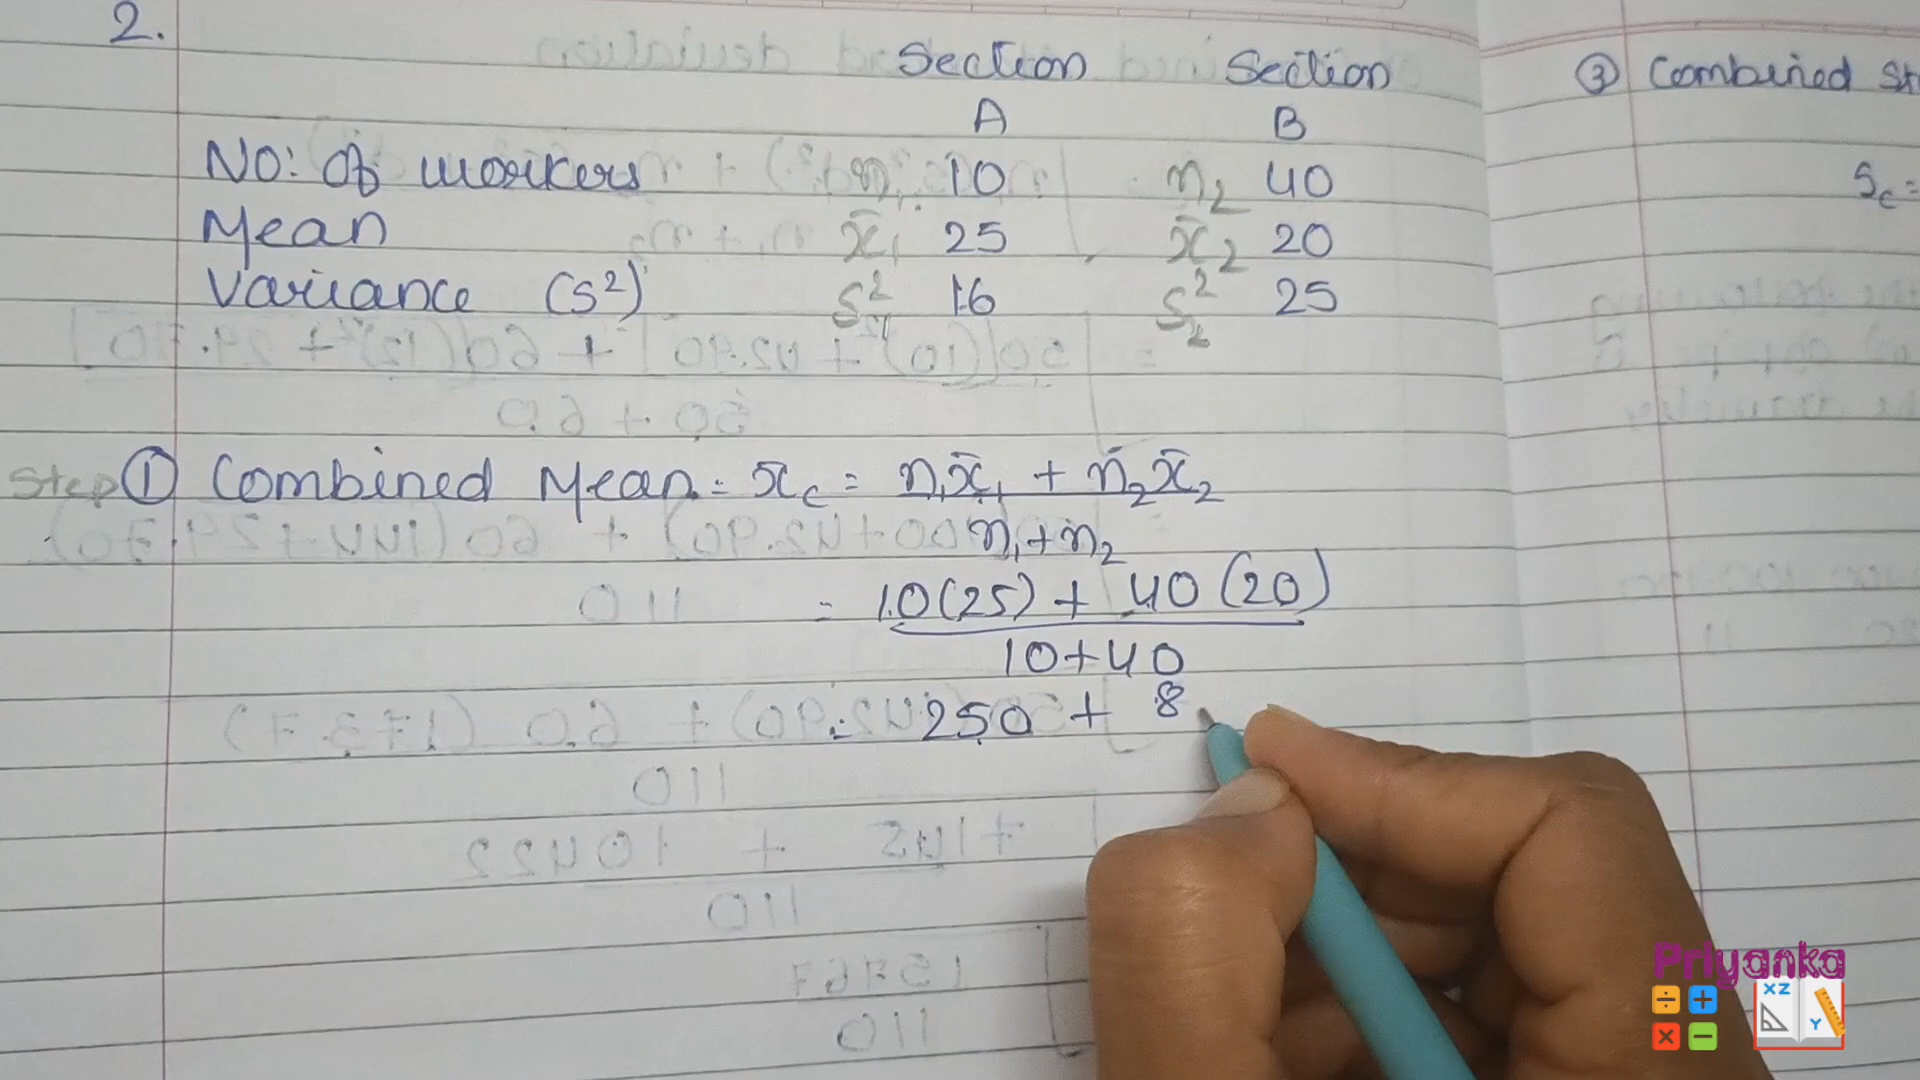 2.
Section Section
A B
No: of workers n₁ 10 n₂ 40
Mean x̄₁ 25 x̄₂ 20
Variance (s²) s₁² 16 s₂² 25
Step ① Combined Mean = x̄c = n₁x̄₁ + n₂x̄₂
n₁+n₂
= 10(25) + 40(20)
10+40
= 250 + 8
③ Combined St
Sc =
Priyanka
XZ
Y